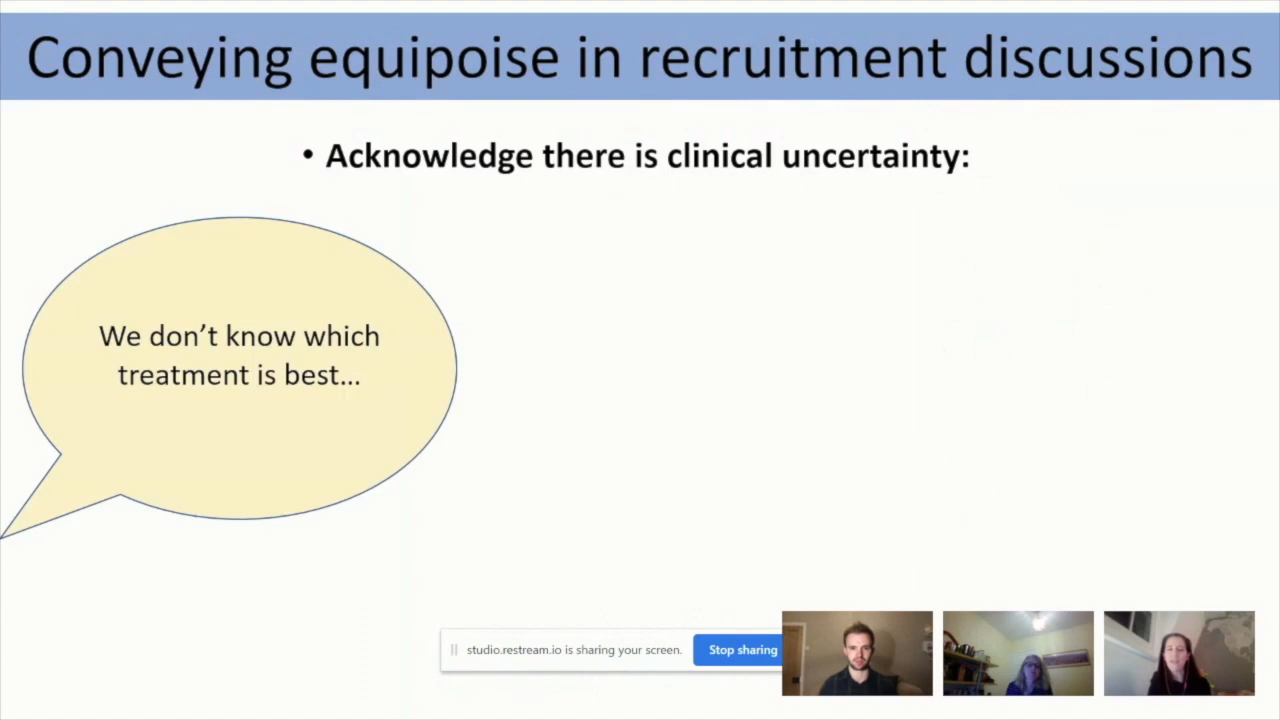 Conveying equipoise in recruitment discussions
• Acknowledge there is clinical uncertainty:
We don’t know which
treatment is best…
studio.restream.io is sharing your screen.
Stop sharing